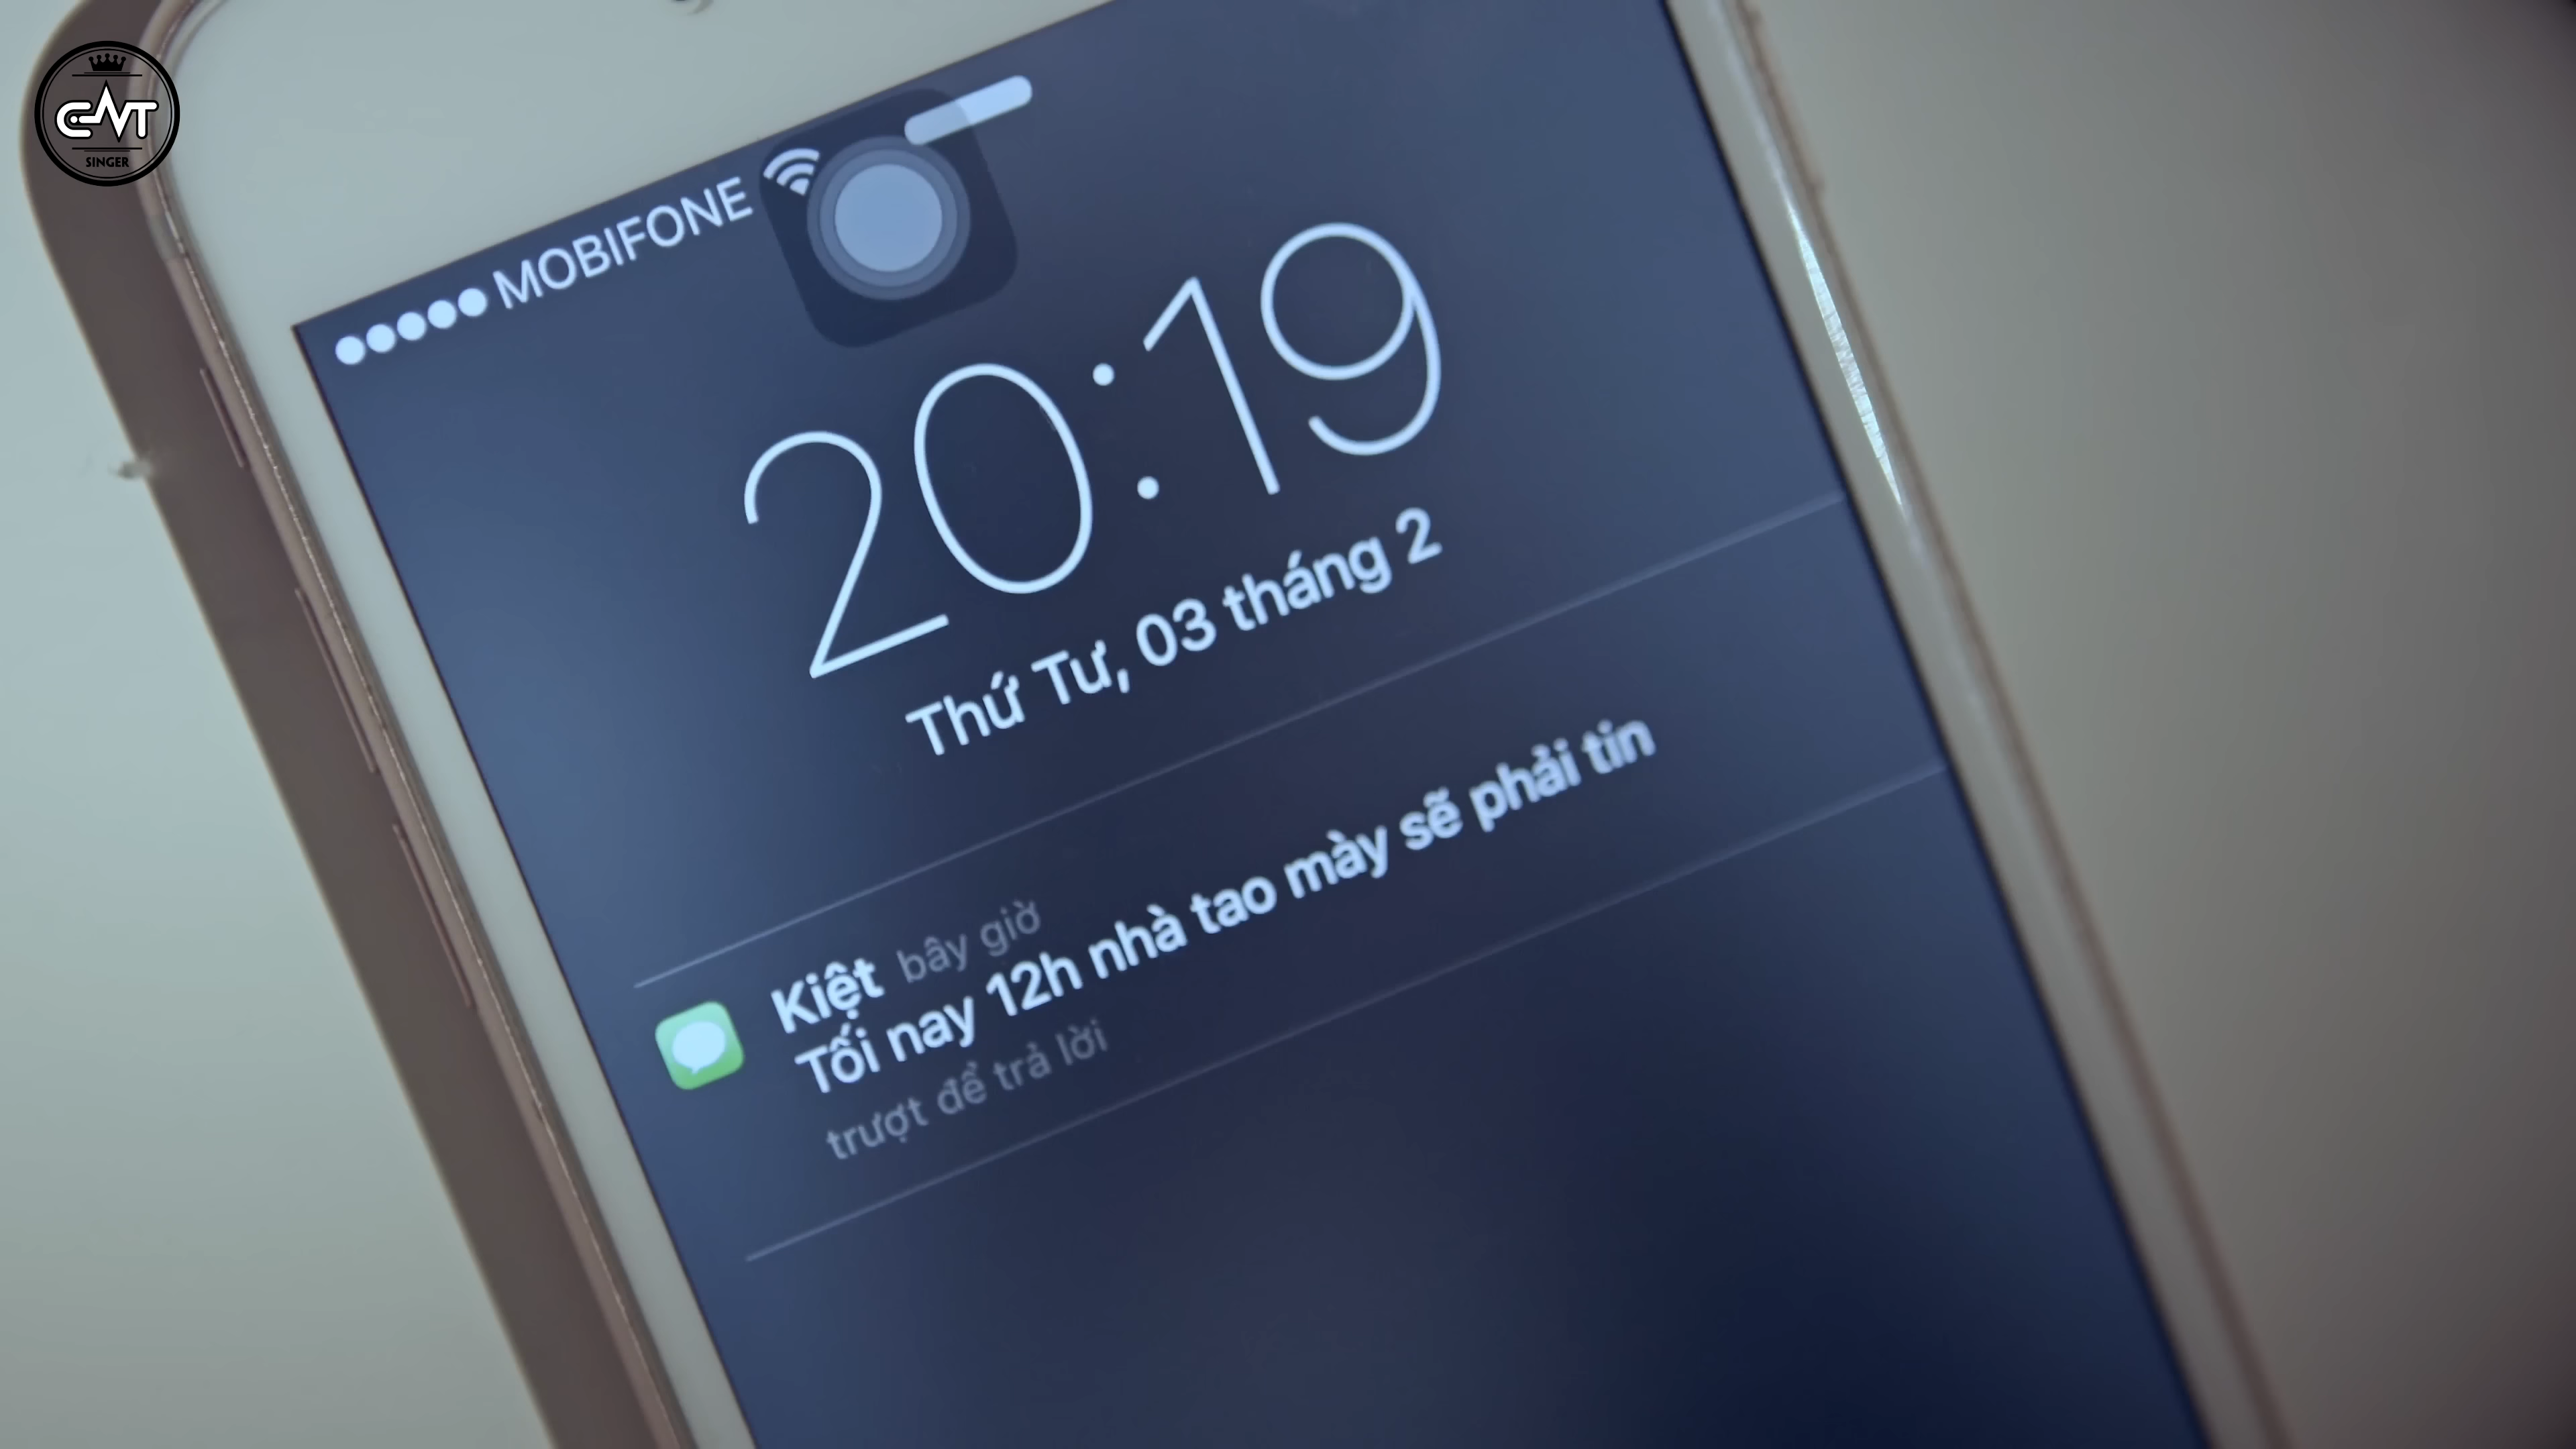 CMT
SINGER
MOBIFONE
20:19
Thứ Tư, 03 tháng 2
Kiệt bây giờ
Tối nay 12h nhà tao mày sẽ phải tin
trượt để trả lời